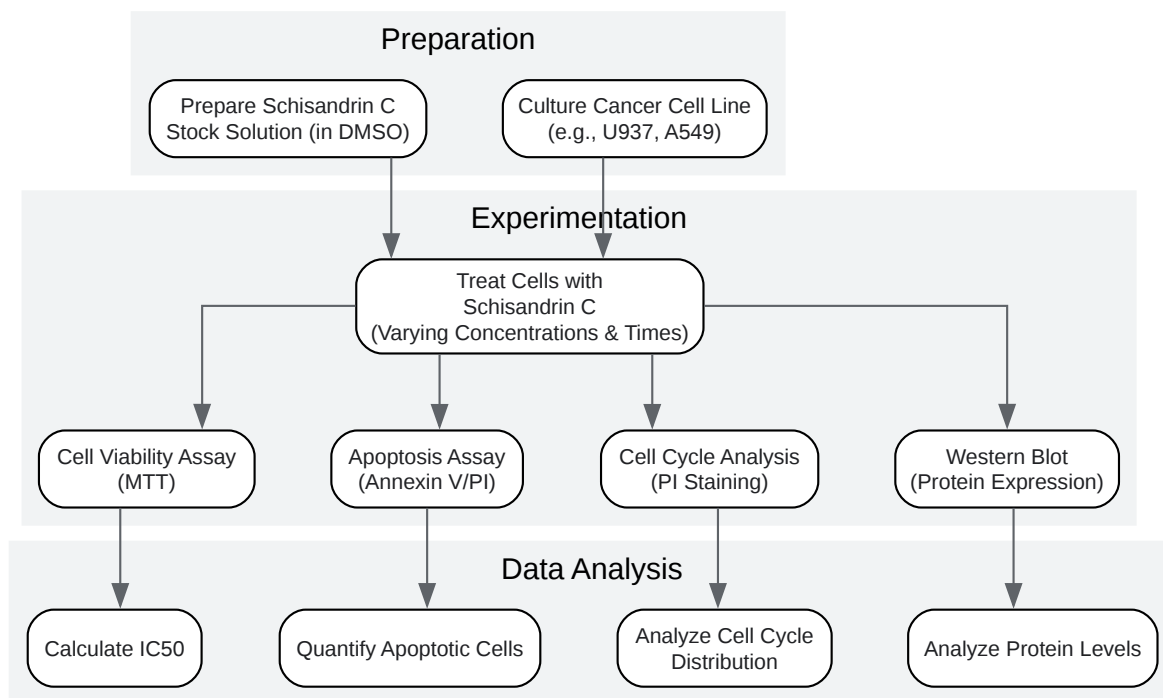 Preparation
Prepare Schisandrin C
Stock Solution (in DMSO)
Culture Cancer Cell Line
(e.g., U937, A549)
Experimentation
Treat Cells with
Schisandrin C
(Varying Concentrations & Times)
Cell Viability Assay
(MTT)
Apoptosis Assay
(Annexin V/PI)
Cell Cycle Analysis
(PI Staining)
Western Blot
(Protein Expression)
Data Analysis
Calculate IC50
Quantify Apoptotic Cells
Analyze Cell Cycle
Distribution
Analyze Protein Levels